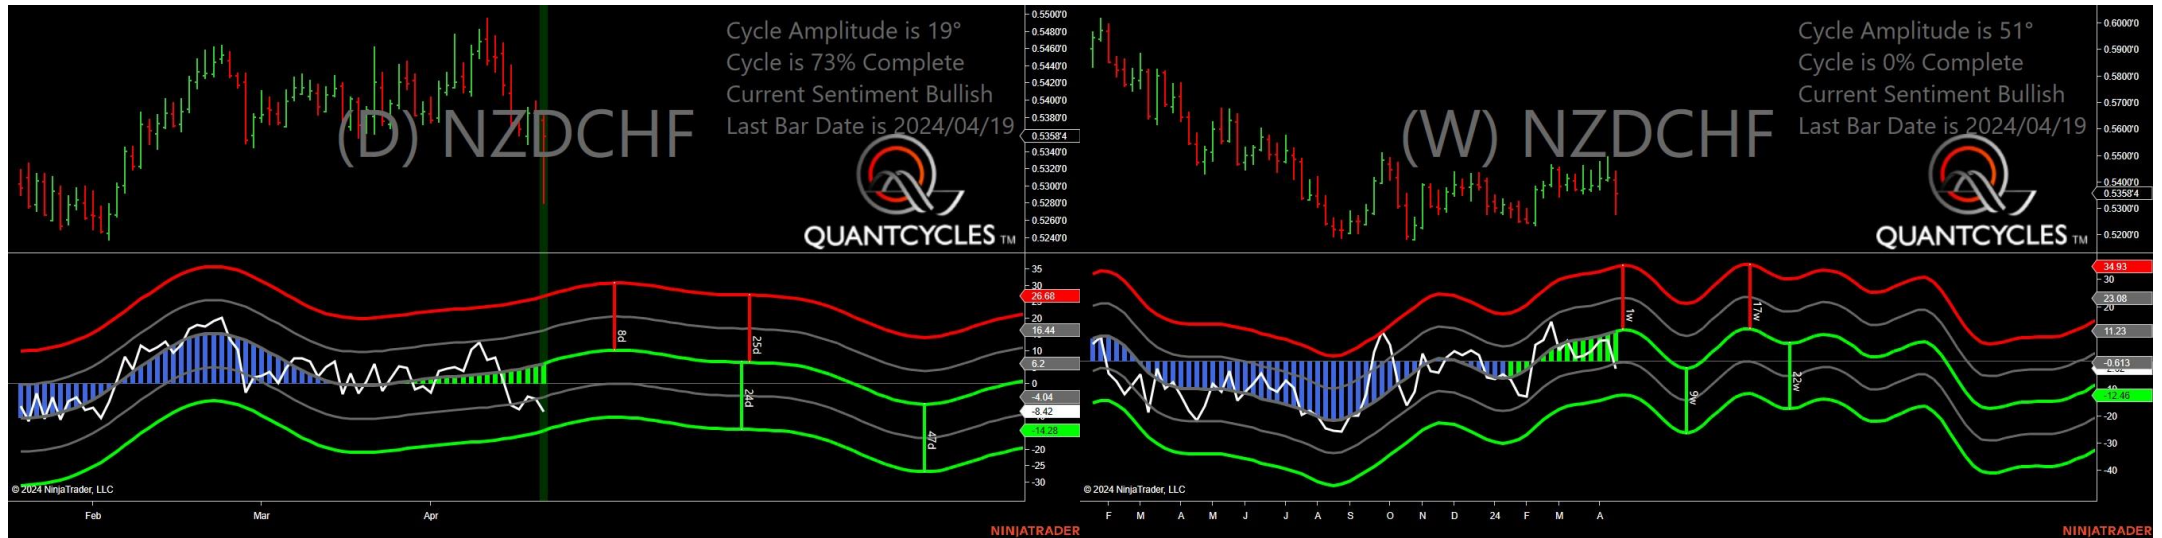 Cycle Amplitude is 19°
Cycle is 73% Complete
Current Sentiment Bullish
Last Bar Date is 2024/04/19
(D) NZDCHF
QUANTCYCLES TM
0.5500'0
0.5480'0
0.5460'0
0.5440'0
0.5420'0
0.5400'0
0.5380'0
0.5358'4
0.5340'0
0.5320'0
0.5300'0
0.5280'0
0.5260'0
0.5240'0
35
30
26.68
20
16.44
10
6.2
0
-4.04
-8.42
-14.28
-20
-25
-30
8d
25d
24d
47d
© 2024 NinjaTrader, LLC
Feb Mar Apr
NINJATRADER
Cycle Amplitude is 51°
Cycle is 0% Complete
Current Sentiment Bullish
Last Bar Date is 2024/04/19
(W) NZDCHF
QUANTCYCLES TM
0.6000'0
0.5900'0
0.5800'0
0.5700'0
0.5600'0
0.5500'0
0.5400'0
0.5358'4
0.5300'0
0.5200'0
34.93
30
23.08
20
11.23
-0.613
-12.46
-20
-30
-40
1w
17w
9w
22w
© 2024 NinjaTrader, LLC
F M A M J J A S O N D 24 F M A
NINJATRADER